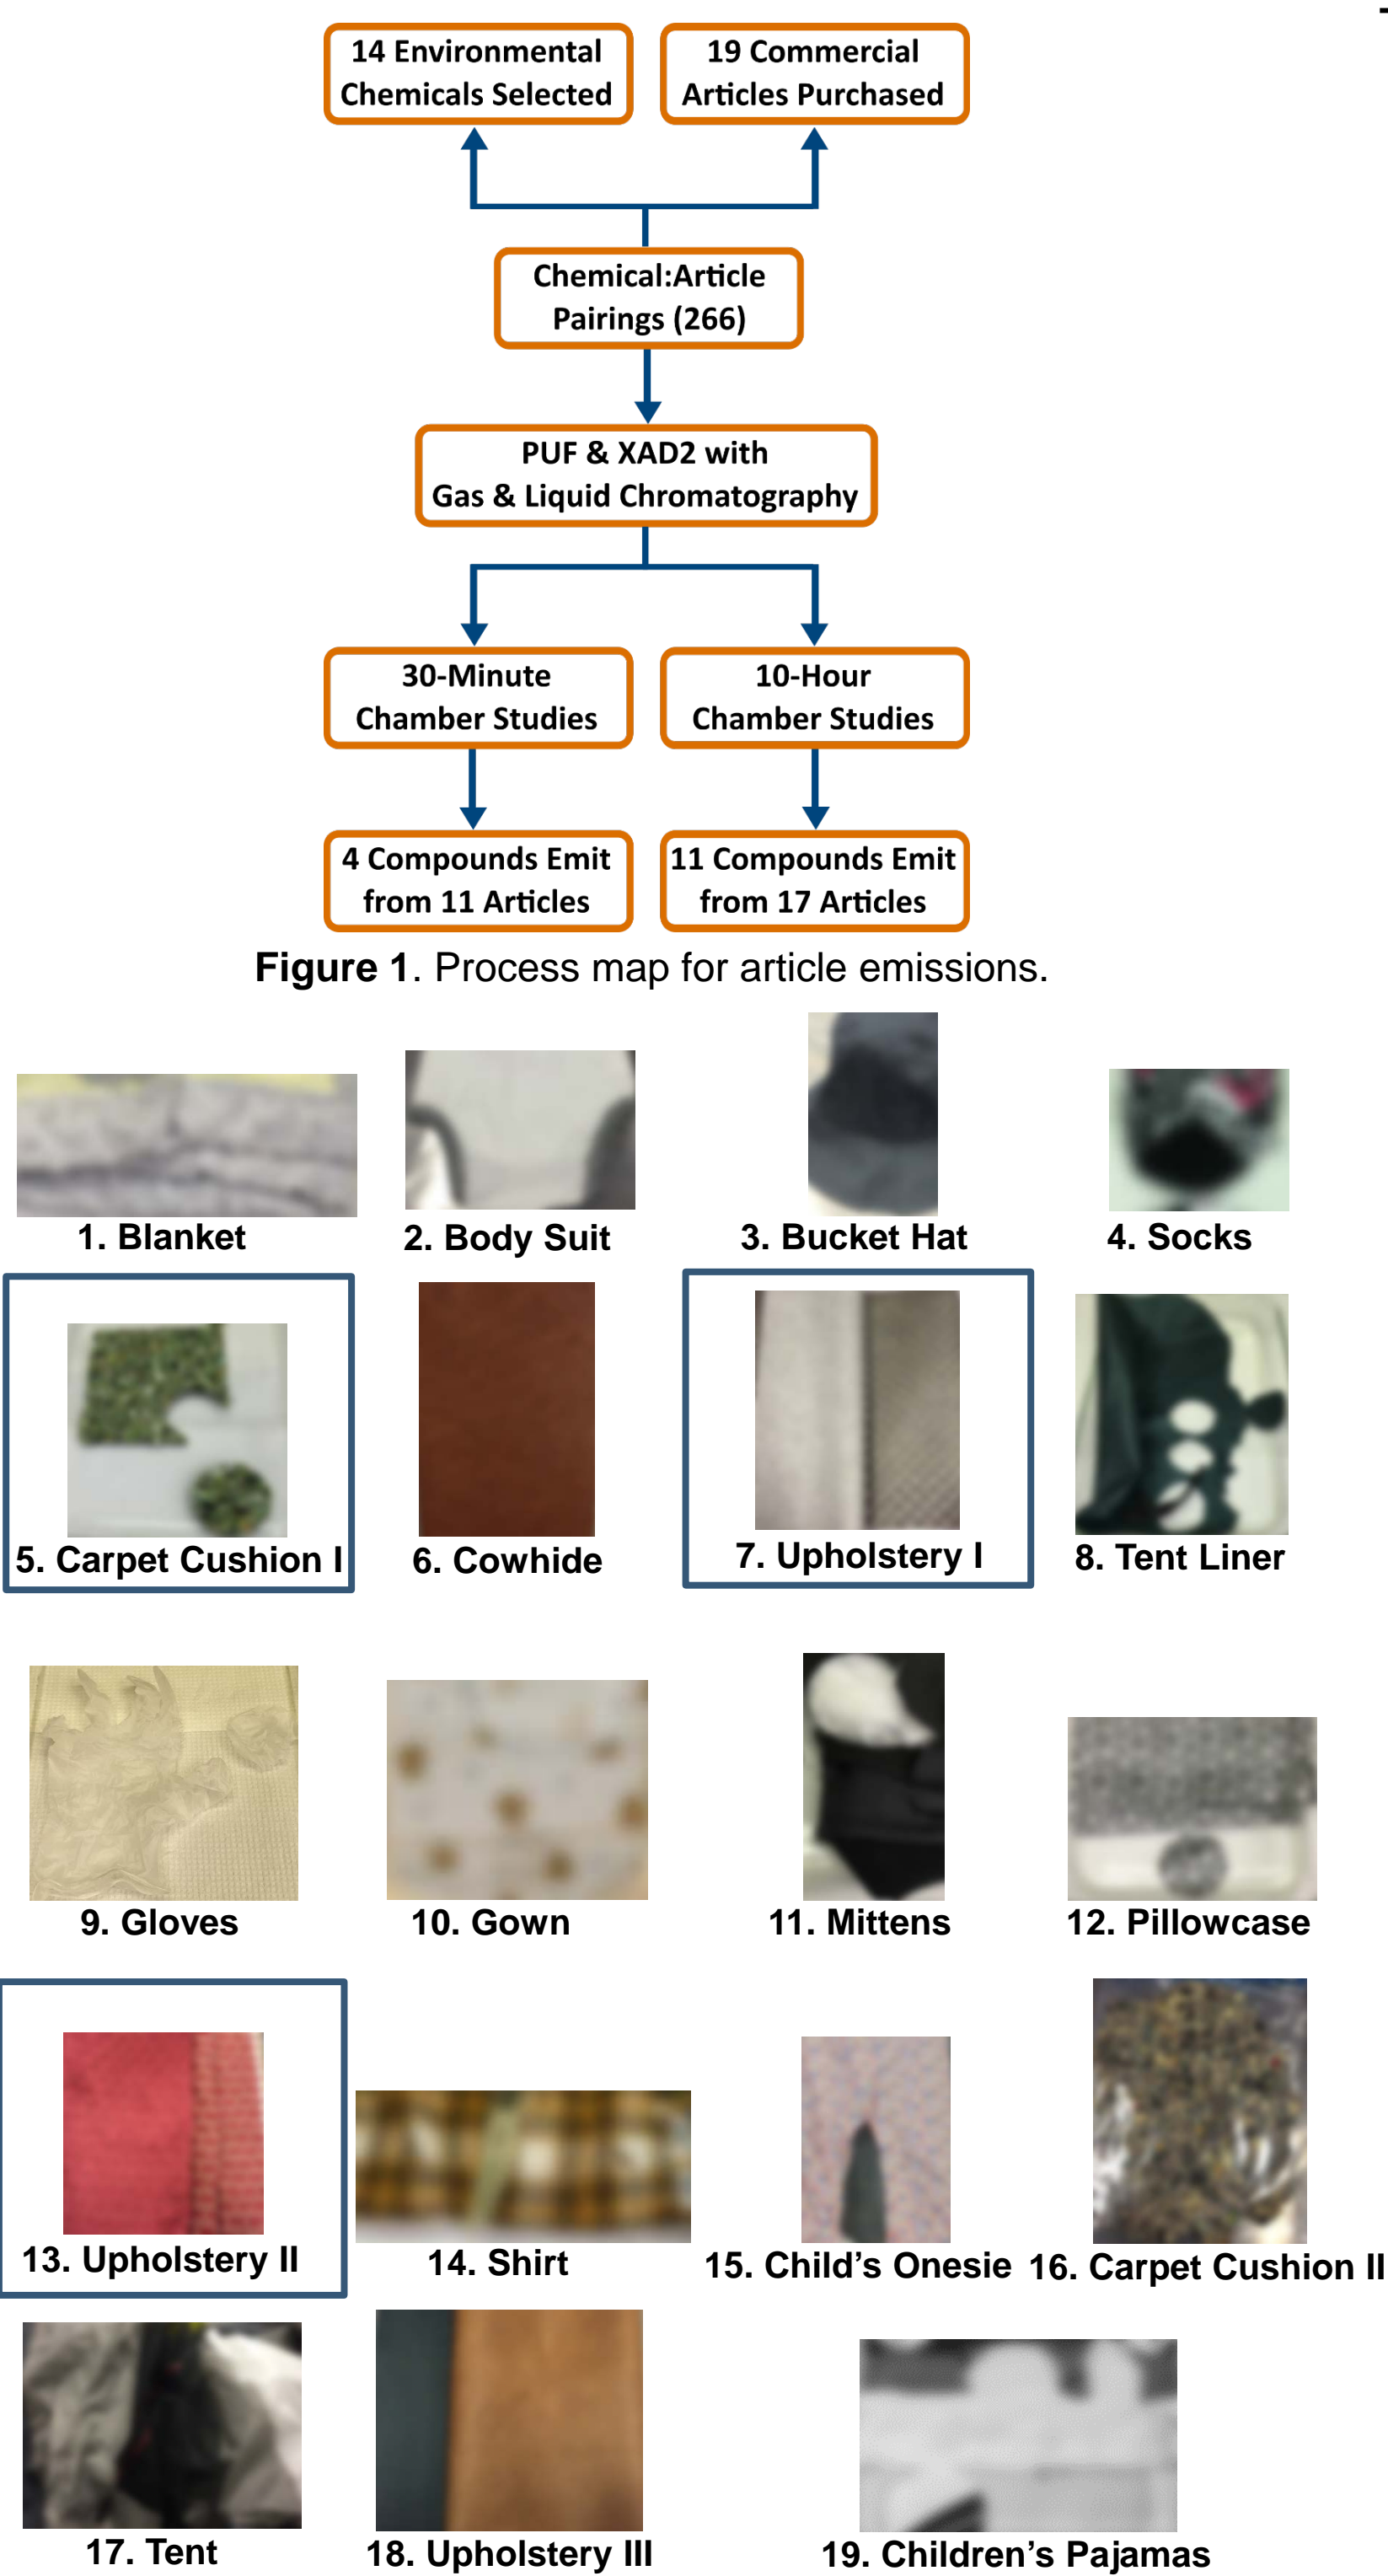 14 Environmental
Chemicals Selected
19 Commercial
Articles Purchased
Chemical:Article
Pairings (266)
PUF & XAD2 with
Gas & Liquid Chromatography
30-Minute
Chamber Studies
10-Hour
Chamber Studies
4 Compounds Emit
from 11 Articles
11 Compounds Emit
from 17 Articles
Figure 1. Process map for article emissions.
1. Blanket
2. Body Suit
3. Bucket Hat
4. Socks
5. Carpet Cushion I
6. Cowhide
7. Upholstery I
8. Tent Liner
9. Gloves
10. Gown
11. Mittens
12. Pillowcase
13. Upholstery II
14. Shirt
15. Child's Onesie
16. Carpet Cushion II
17. Tent
18. Upholstery III
19. Children's Pajamas